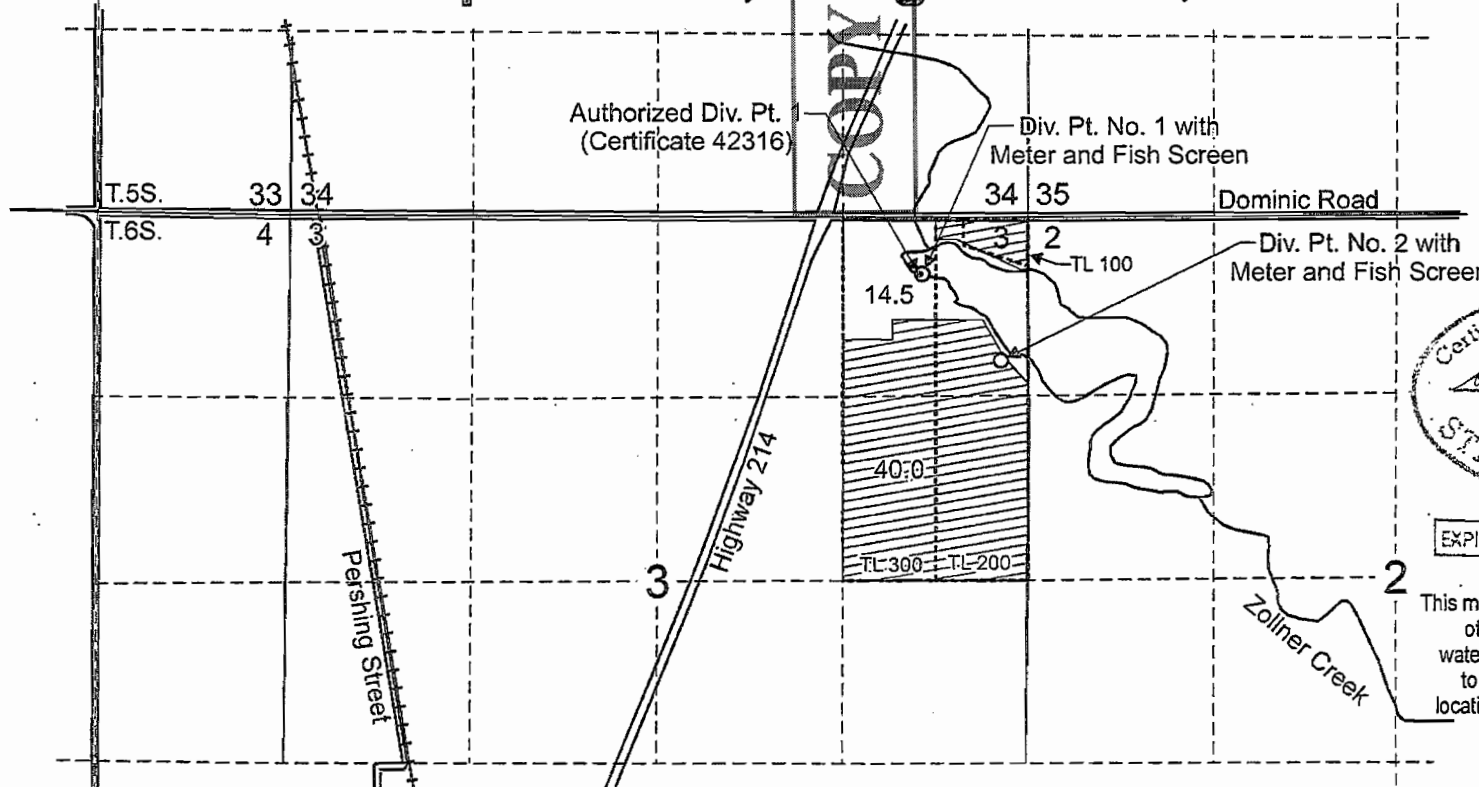 COPY
Authorized Div. Pt. 1
(Certificate 42316)
Div. Pt. No. 1 with
Meter and Fish Screen
T.5S.
33 34
34 35
Dominic Road
T.6S.
4 3
3 2
Div. Pt. No. 2 with
Meter and Fish Screen
TL 100
14.5
40.0
Highway 214
TL 300
TL 200
3
2
Pershing Street
Zollner Creek
EXPI
This m
of
wate
to
locati